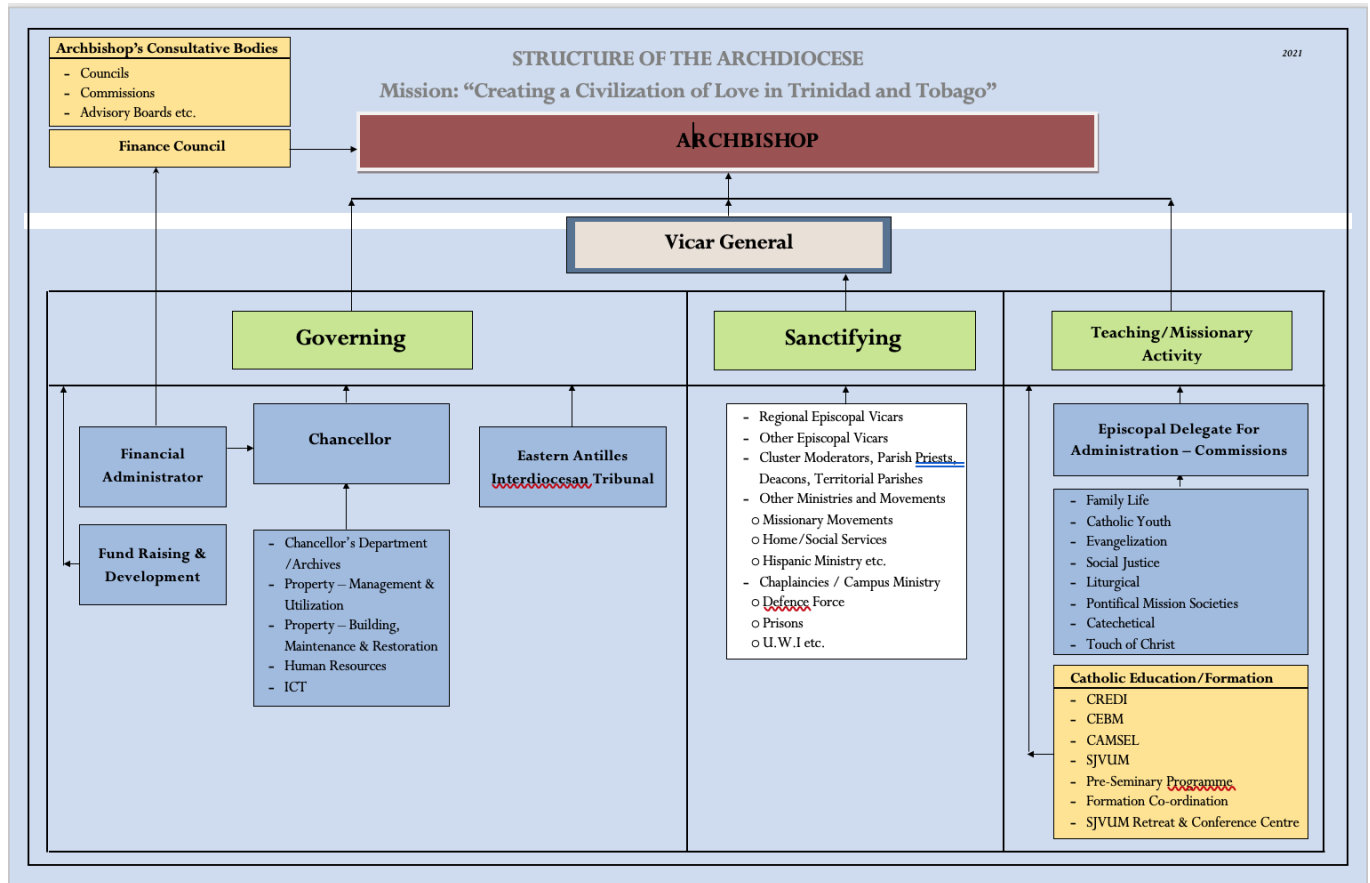 Archbishop's Consultative Bodies
- Councils
- Commissions
- Advisory Boards etc.
Finance Council
STRUCTURE OF THE ARCHDIOCESE
Mission: “Creating a Civilization of Love in Trinidad and Tobago”
2021
ARCHBISHOP
Vicar General
Governing
Financial
Administrator
Fund Raising &
Development
Chancellor
- Chancellor's Department
/Archives
- Property – Management &
Utilization
- Property – Building,
Maintenance & Restoration
- Human Resources
- ICT
Eastern Antilles
Interdiocesan Tribunal
Sanctifying
- Regional Episcopal Vicars
- Other Episcopal Vicars
- Cluster Moderators, Parish Priests,
Deacons, Territorial Parishes
- Other Ministries and Movements
o Missionary Movements
o Home/Social Services
o Hispanic Ministry etc.
- Chaplaincies / Campus Ministry
o Defence Force
o Prisons
o U.W.I etc.
Teaching/Missionary
Activity
Episcopal Delegate For
Administration – Commissions
- Family Life
- Catholic Youth
- Evangelization
- Social Justice
- Liturgical
- Pontifical Mission Societies
- Catechetical
- Touch of Christ
Catholic Education/Formation
- CREDI
- CEBM
- CAMSEL
- SJVUM
- Pre-Seminary Programme
- Formation Co-ordination
- SJVUM Retreat & Conference Centre